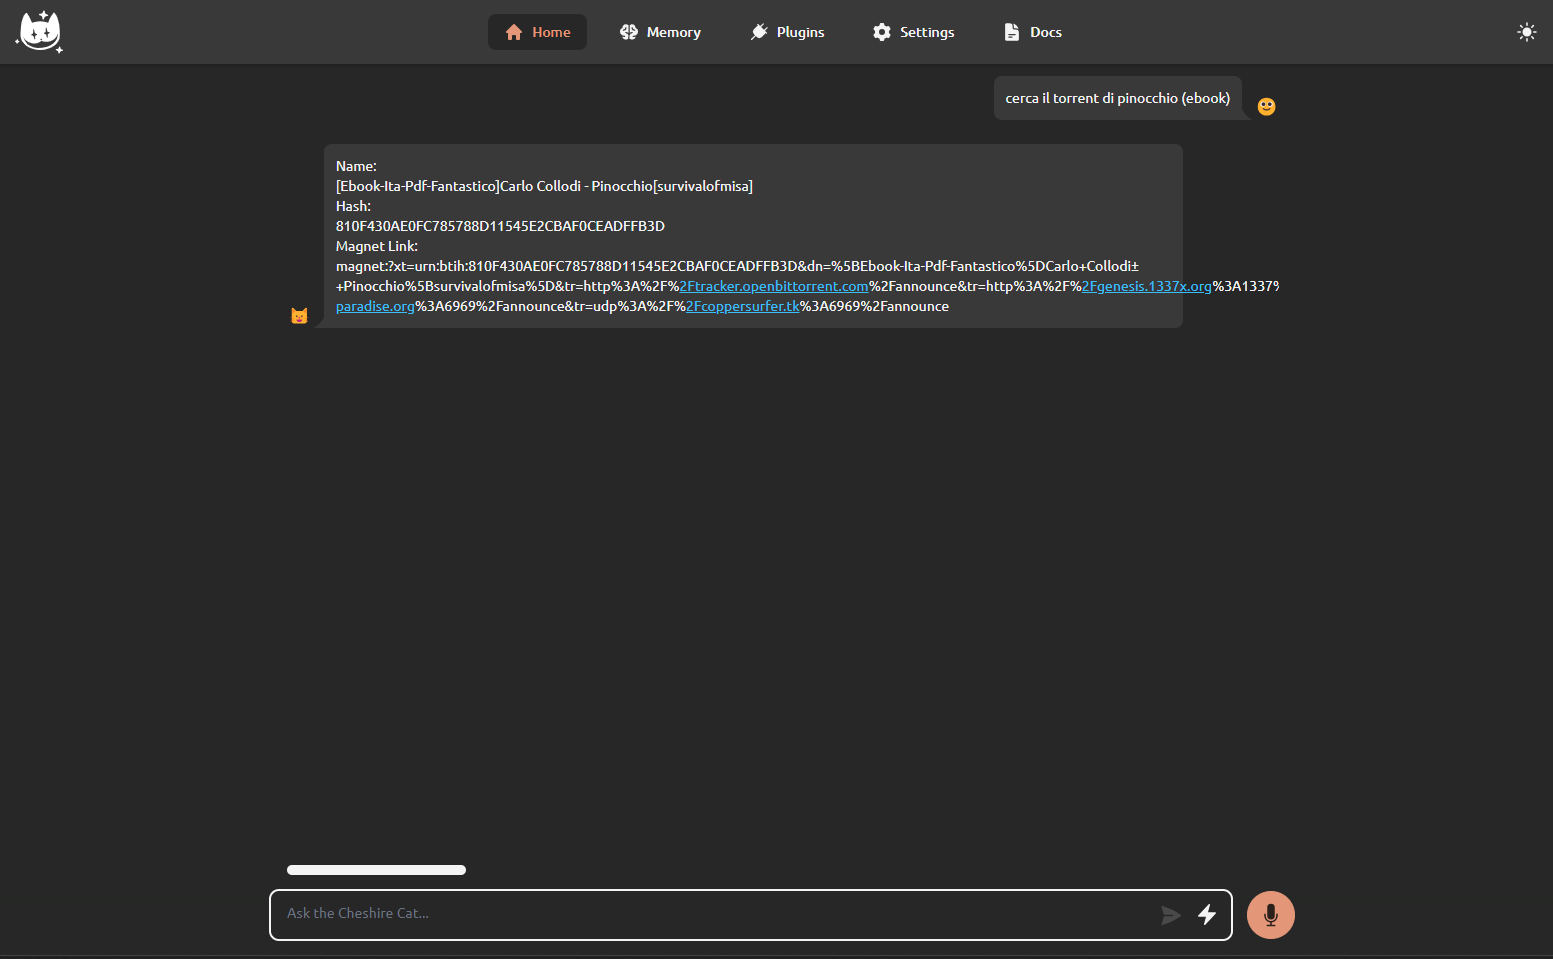 Home
Memory
Plugins
Settings
Docs
cerca il torrent di pinocchio (ebook)
Name:
[Ebook-Ita-Pdf-Fantastico]Carlo Collodi - Pinocchio[survivalofmisa]
Hash:
810F430AE0FC785788D11545E2CBAF0CEADFFB3D
Magnet Link:
magnet:?xt=urn:btih:810F430AE0FC785788D11545E2CBAF0CEADFFB3D&dn=%5BEbook-Ita-Pdf-Fantastico%5DCarlo+Collodi±
+Pinocchio%5Bsurvivalofmisa%5D&tr=http%3A%2F%2Ftracker.openbittorrent.com%2Fannounce&tr=http%3A%2F%2Fgenesis.1337x.org%3A1337%
paradise.org%3A6969%2Fannounce&tr=udp%3A%2F%2Fcoppersurfer.tk%3A6969%2Fannounce
Ask the Cheshire Cat...